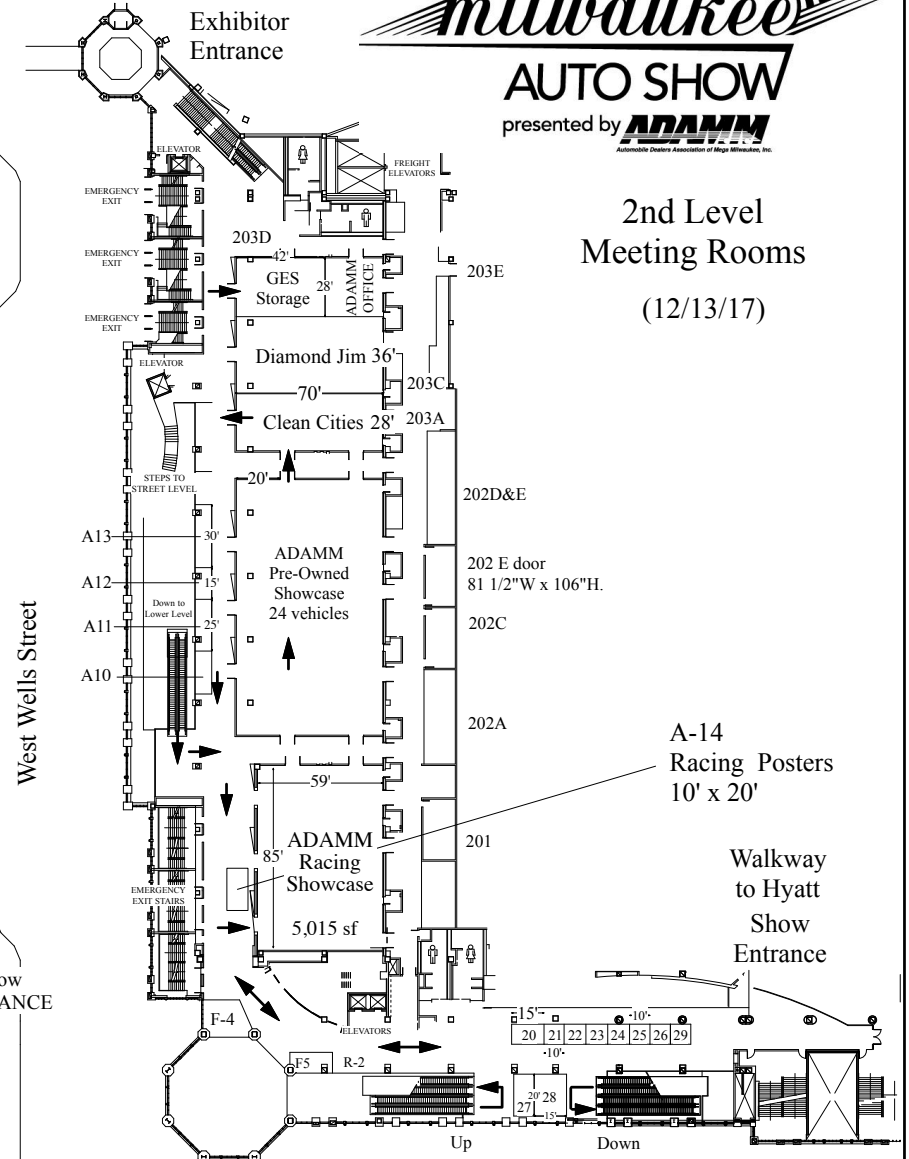 milwaukee
AUTO SHOW
presented by ADAMM
Automobile Dealers Association of Mega Milwaukee, Inc.
2nd Level
Meeting Rooms
(12/13/17)
Exhibitor
Entrance
ELEVATOR
FREIGHT
ELEVATORS
EMERGENCY
EXIT
EMERGENCY
EXIT
EMERGENCY
EXIT
203D
42'
GES
Storage
28'
ADAMM
OFFICE
203E
Diamond Jim 36'
ELEVATOR
203C
70'
Clean Cities 28'
203A
STEPS TO
STREET LEVEL
20'
202D&E
A13
30'
ADAMM
Pre-Owned
Showcase
24 vehicles
202 E door
81 1/2"W x 106"H.
A12
15'
Down to
Lower Level
A11
25'
202C
A10
West Wells Street
202A
A-14
Racing Posters
10' x 20'
59'
85'
ADAMM
Racing
Showcase
5,015 sf
201
EMERGENCY
EXIT STAIRS
Walkway
to Hyatt
Show
Entrance
ow
ANCE
F-4
ELEVATORS
15'
10'
20 21 22 23 24 25 26 29
10'
F5
R-2
20'
27
28
15'
Up
Down